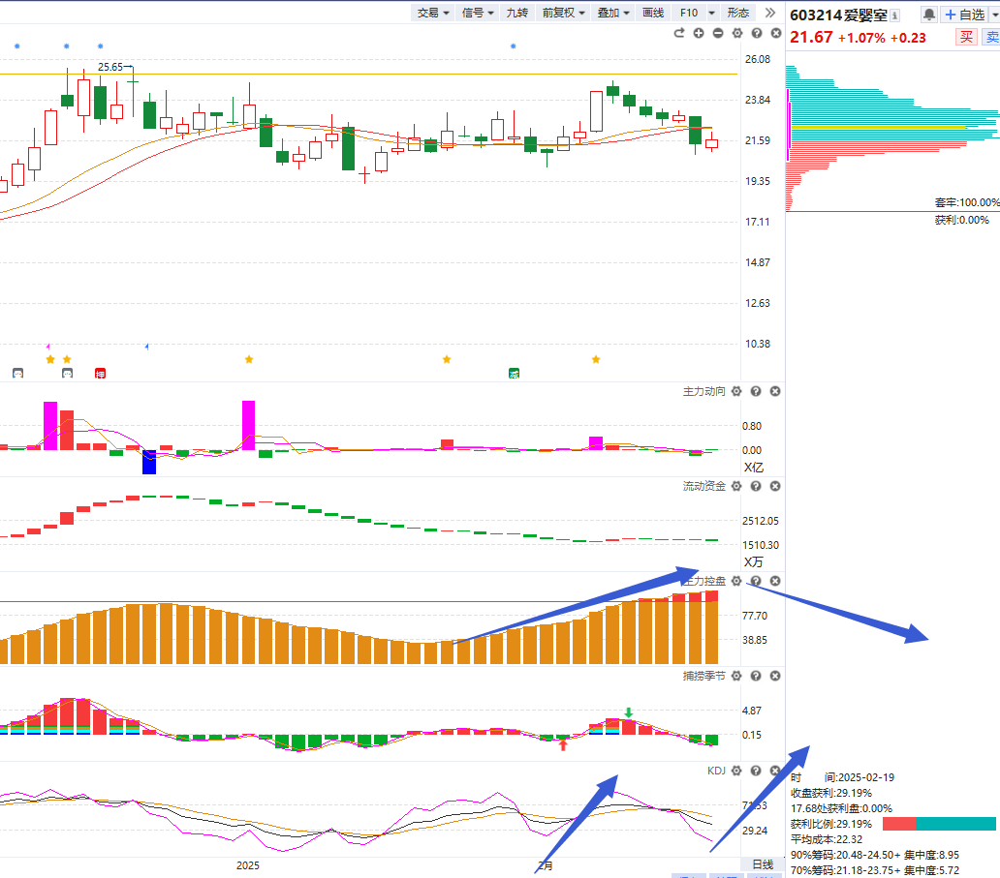 交易 信号 九转 前复权 叠加 画线 F10 形态
603214爱婴室 自选
21.67 +1.07% +0.23 买 卖
25.65
26.08
23.84
21.59
19.35
17.11
14.87
12.63
10.38
套牢:100.00%
获利:0.00%
押 减
主力动向
0.80
0.00
X亿
流动资金
2512.05
1510.30
X万
主力控盘
77.70
38.85
捕捞季节
4.87
0.15
KDJ
29.24
2025 2月 日线
时 间:2025-02-19
收盘获利:29.19%
17.68处获利盘:0.00%
获利比例:29.19%
平均成本:22.32
90%筹码:20.48-24.50+ 集中度:8.95
70%筹码:21.18-23.75+ 集中度:5.72